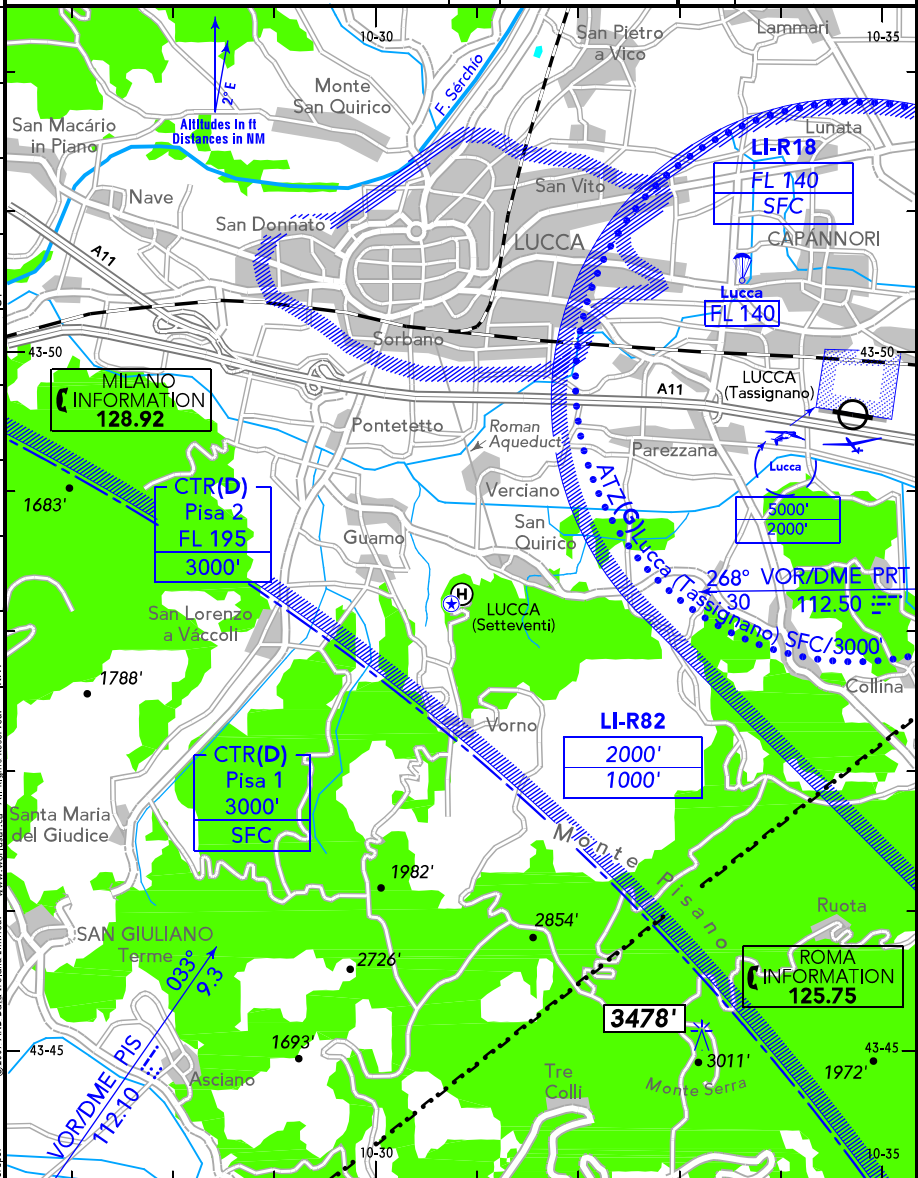 10-30
10-35
San Pietro
a Vico
Lammari
2° E
Altitudes in ft
Distances in NM
Monte
San Quirico
F. Sérchio
San Macário
in Piano
Lunata
LI-R18
FL 140
SFC
Nave
San Vito
San Donnato
LUCCA
CAPÁNNORI
A11
Lucca
FL 140
Sorbano
43-50
43-50
MILANO
INFORMATION
128.92
LUCCA
(Tassignano)
A11
Pontetetto
Roman
Aqueduct
Parezzana
Lucca
1683'
CTR(D)
Pisa 2
FL 195
3000'
Verciano
ATZ(G)Lucca (Tassignano) SFC/3000'
5000'
2000'
Guamo
San
Quirico
268° VOR/DME PRT
30
112.50
San Lorenzo
a Váccoli
H
LUCCA
(Setteventi)
1788'
Collina
Vorno
LI-R82
2000'
1000'
CTR(D)
Pisa 1
3000'
SFC
Santa Maria
del Giudice
Monte Pisano
1982'
2854'
Ruota
SAN GIULIANO
Terme
2726'
033°
9.3
VOR/DME PIS
112.10
ROMA
INFORMATION
125.75
3478'
1693'
43-45
43-45
3011'
1972'
Asciano
Tre
Colli
Monte Serra
10-30
10-35